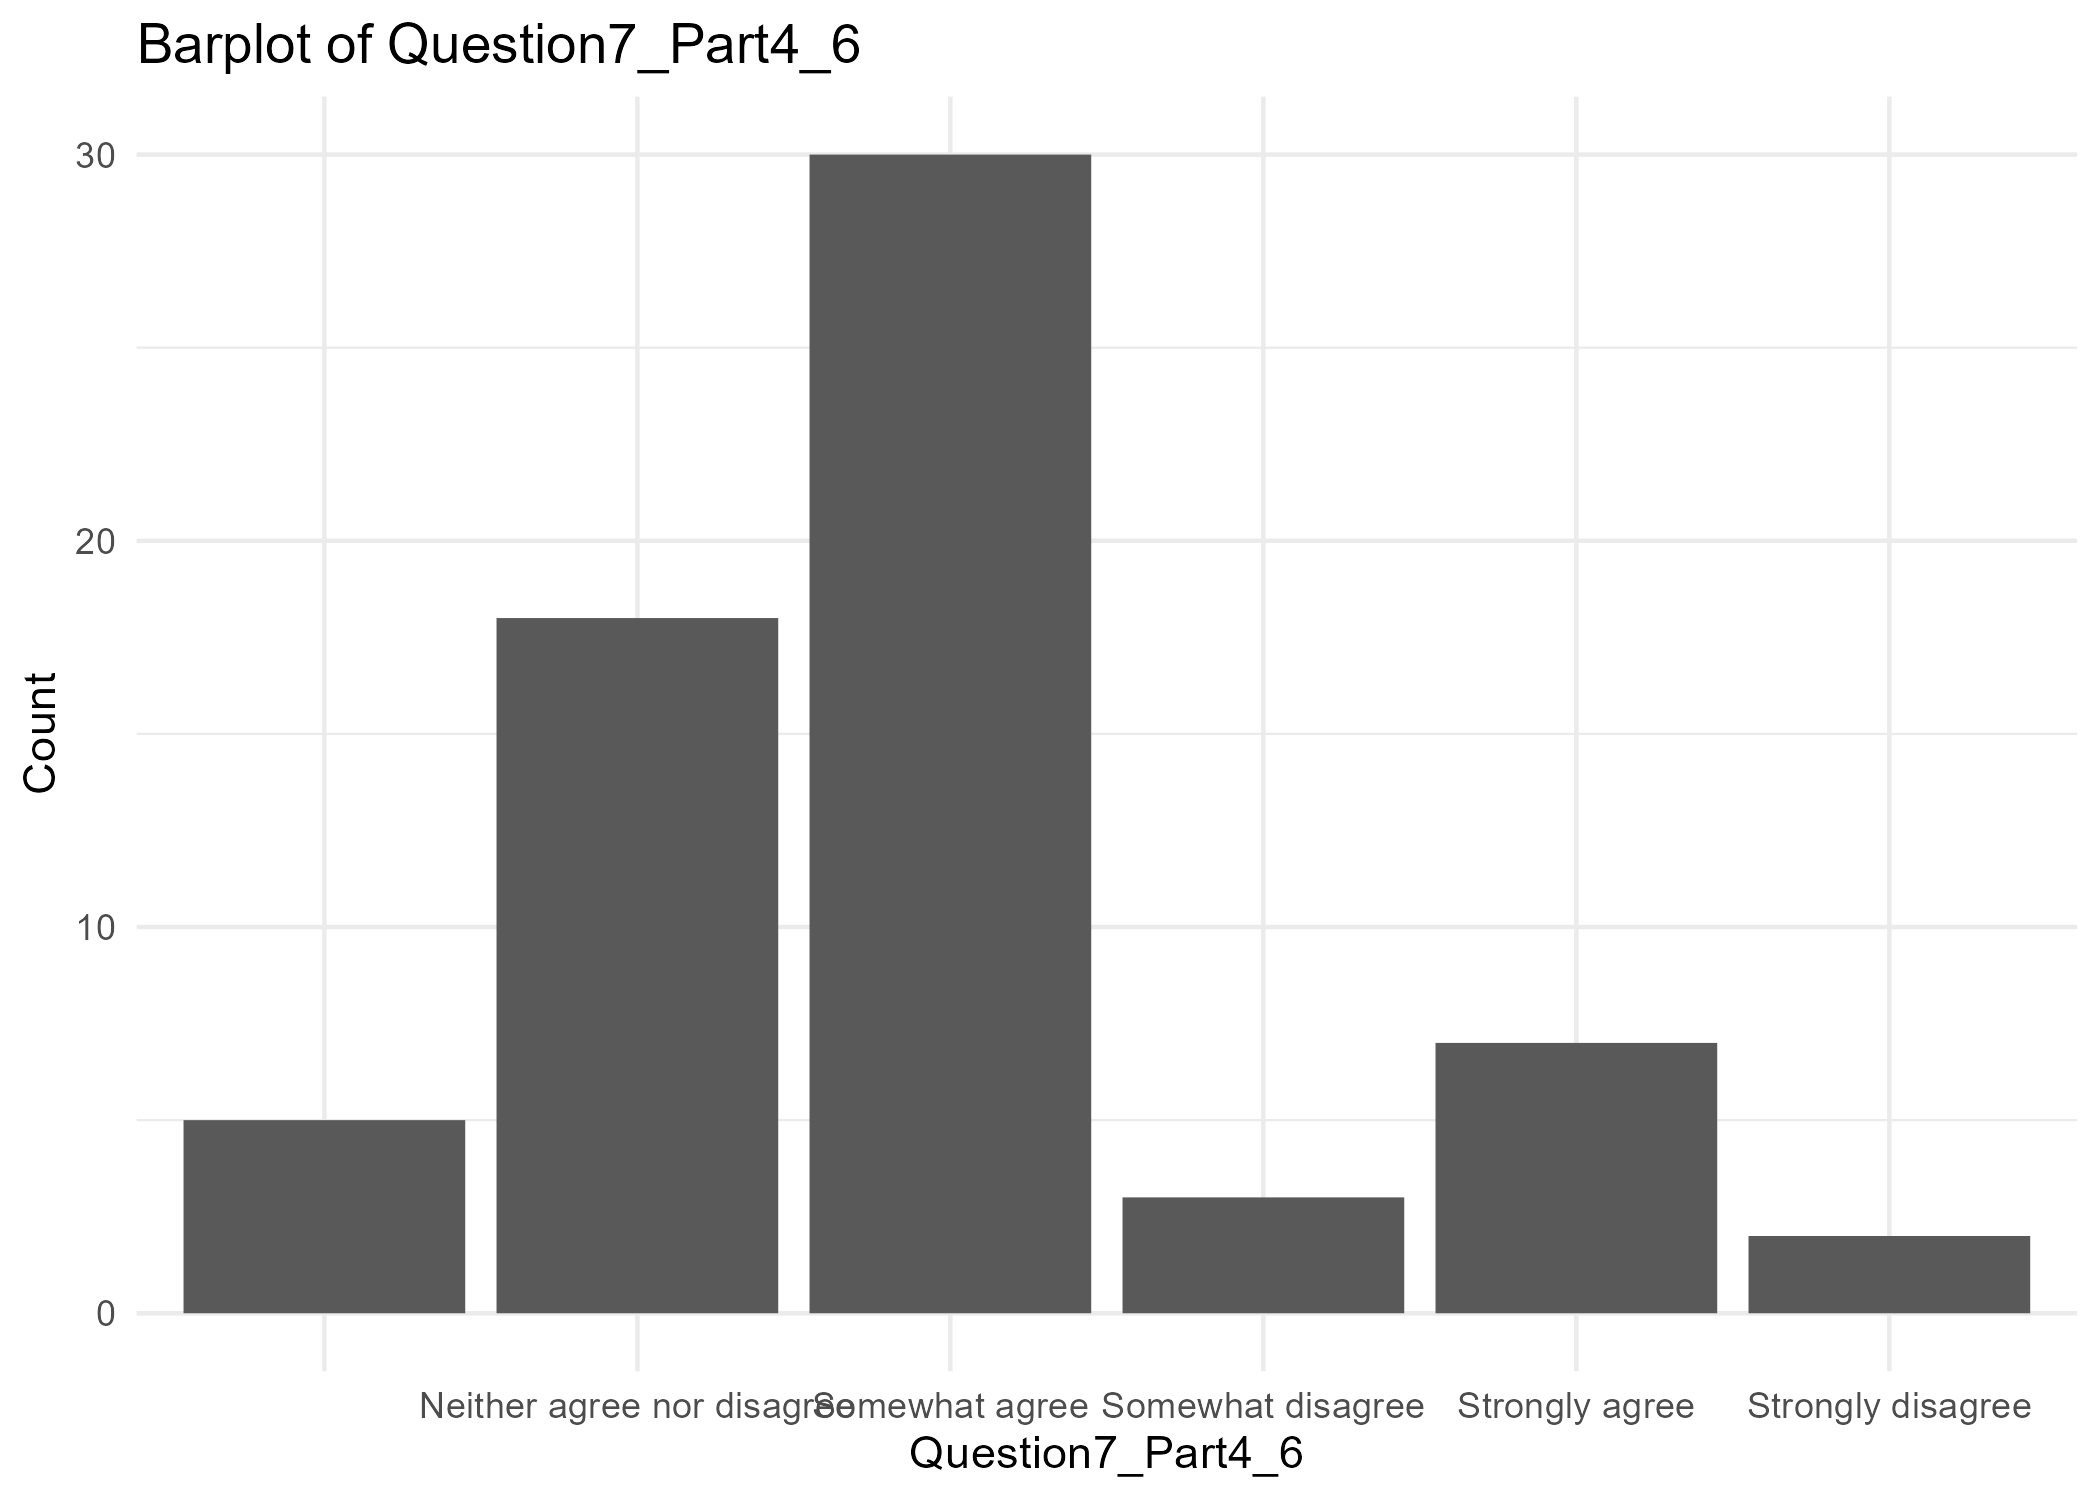 Barplot of Question7_Part4_6
30
20
10
0
Count
Neither agree nor disagree
Somewhat agree
Somewhat disagree
Strongly agree
Strongly disagree
Question7_Part4_6